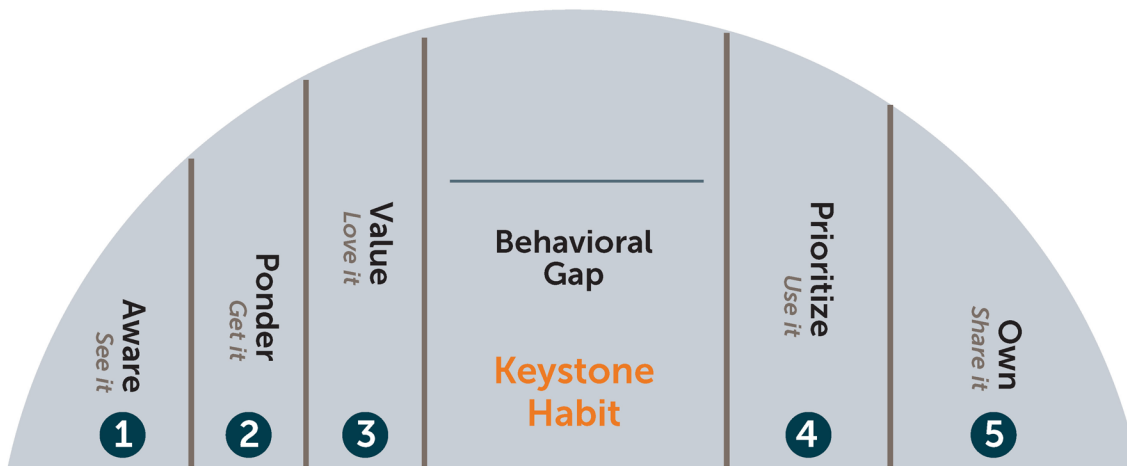 Aware
See it
1
Ponder
Get it
2
Value
Love it
3
Behavioral
Gap
Keystone
Habit
Prioritize
Use it
4
Own
Share it
5